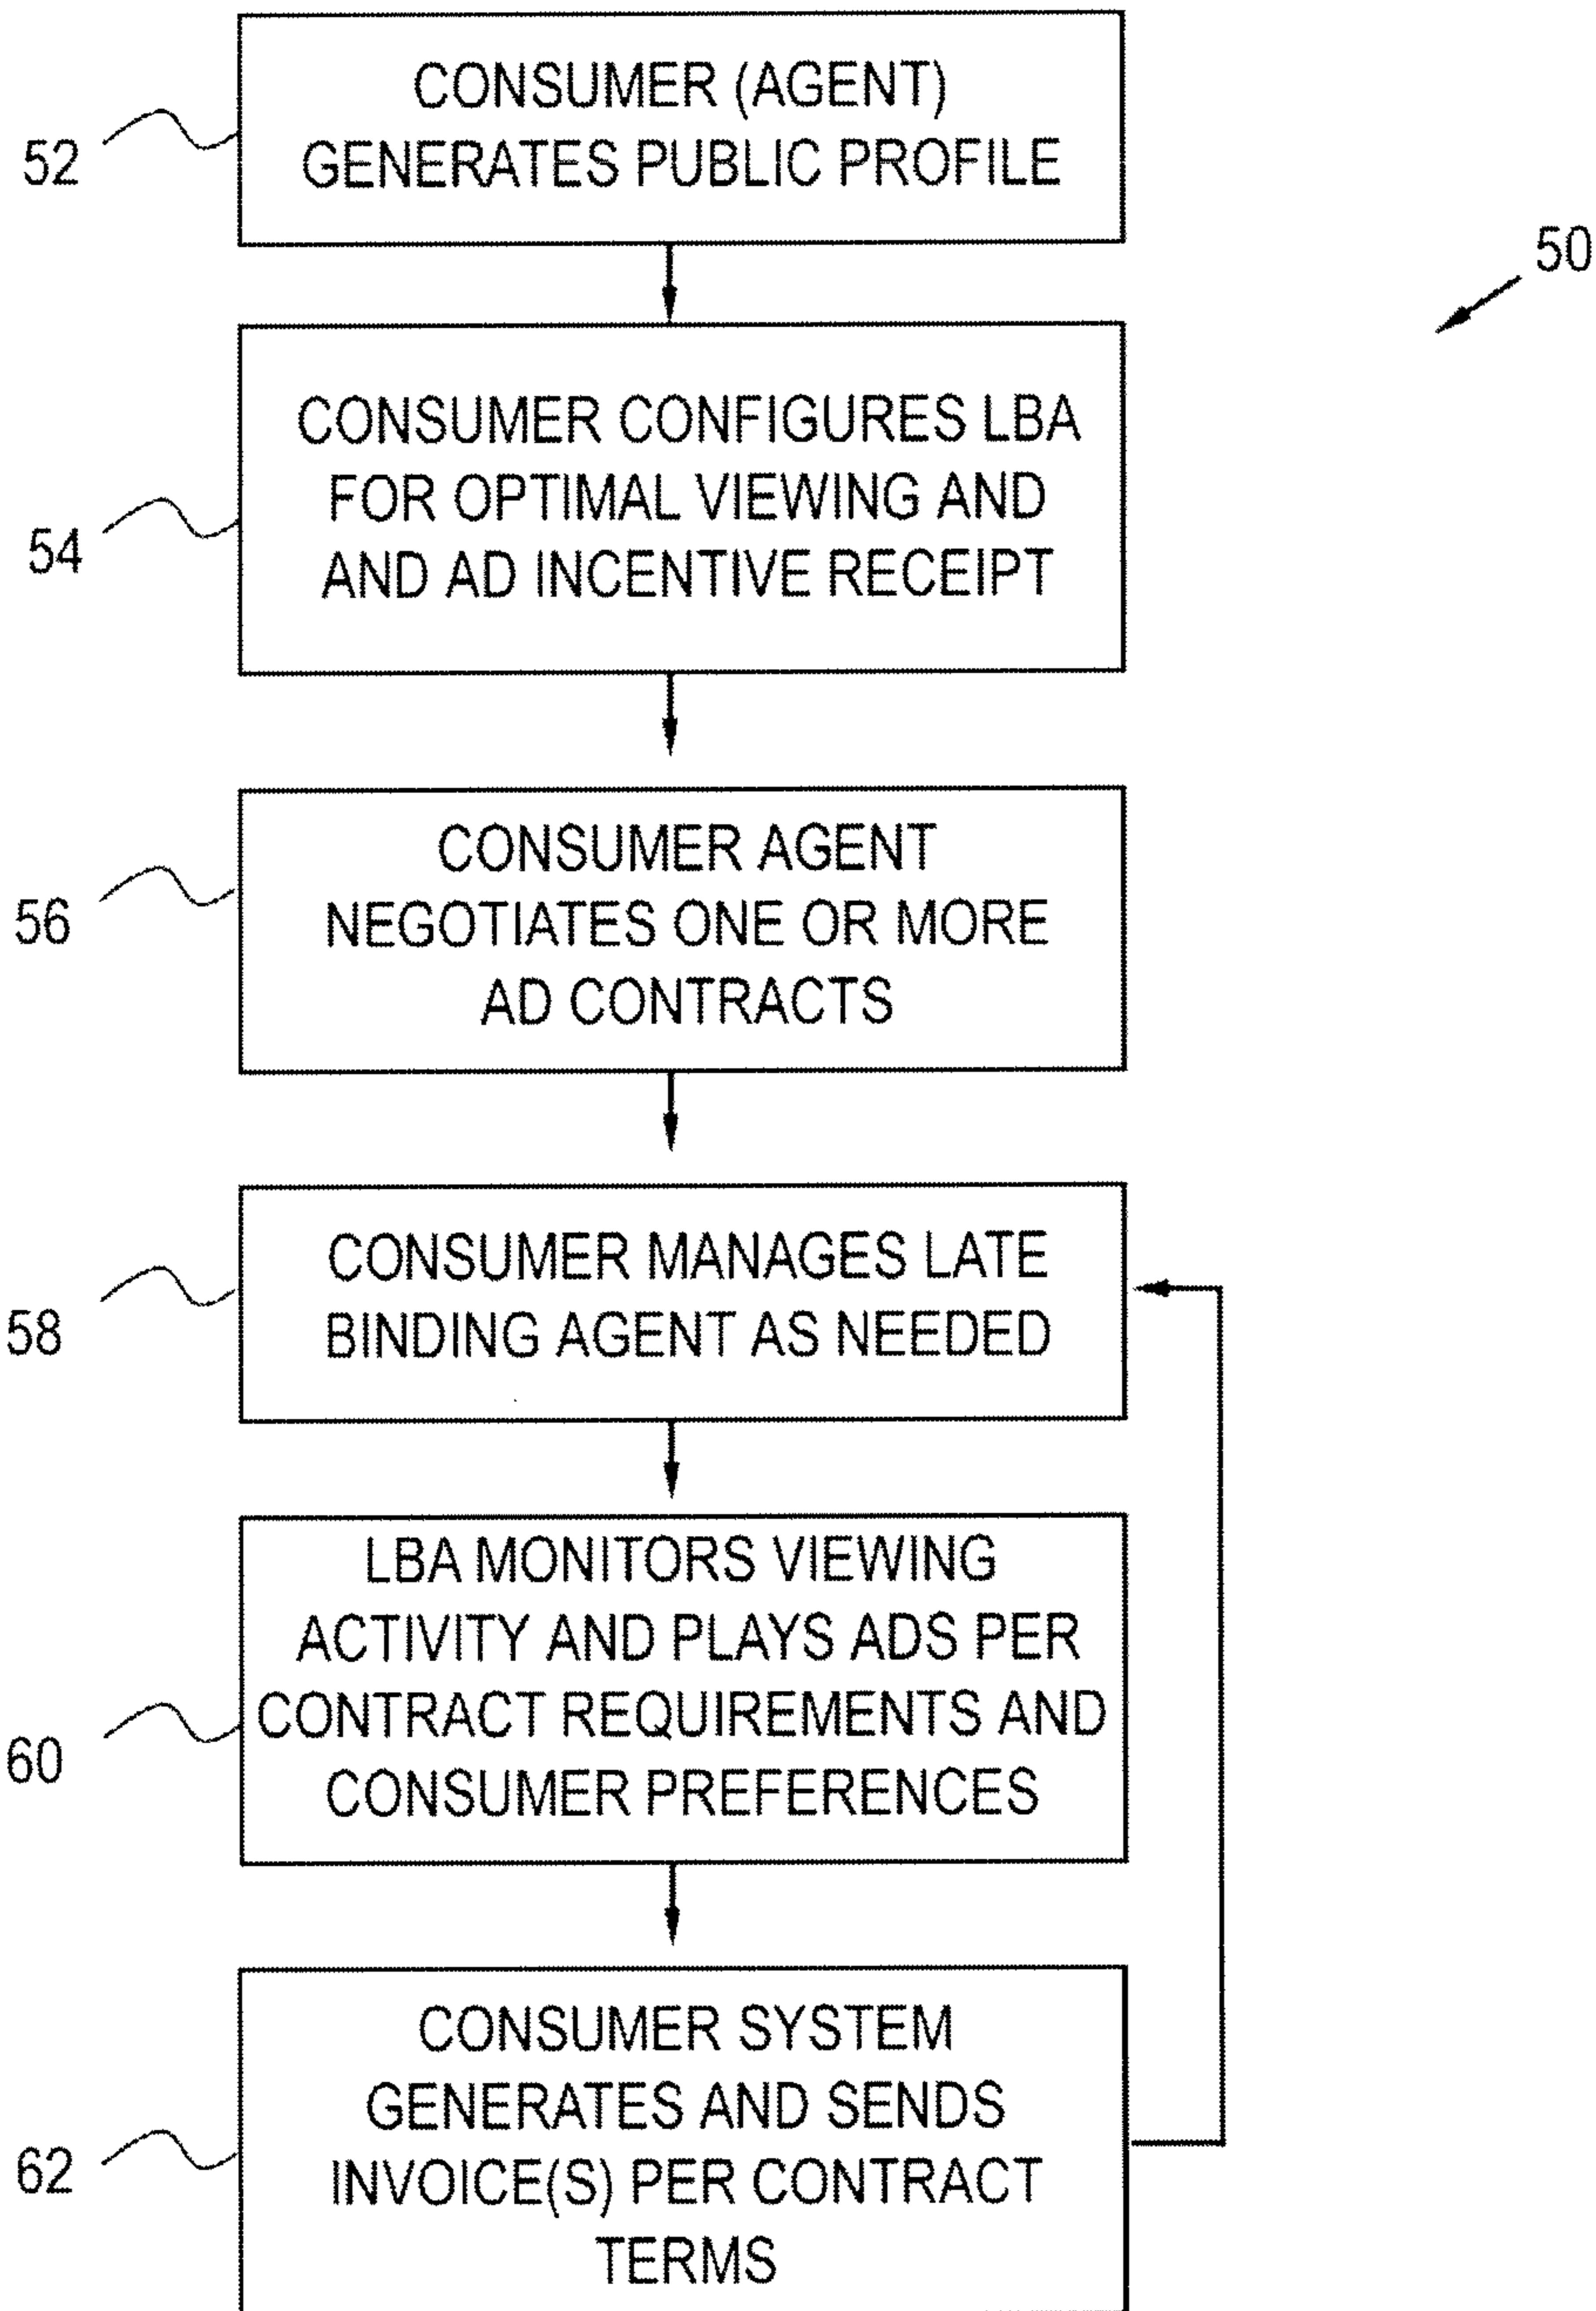 CONSUMER (AGENT)
GENERATES PUBLIC PROFILE
52
50
CONSUMER CONFIGURES LBA
FOR OPTIMAL VIEWING AND
AND AD INCENTIVE RECEIPT
54
CONSUMER AGENT
NEGOTIATES ONE OR MORE
AD CONTRACTS
56
CONSUMER MANAGES LATE
BINDING AGENT AS NEEDED
58
LBA MONITORS VIEWING
ACTIVITY AND PLAYS ADS PER
CONTRACT REQUIREMENTS AND
CONSUMER PREFERENCES
60
CONSUMER SYSTEM
GENERATES AND SENDS
INVOICE(S) PER CONTRACT
TERMS
62